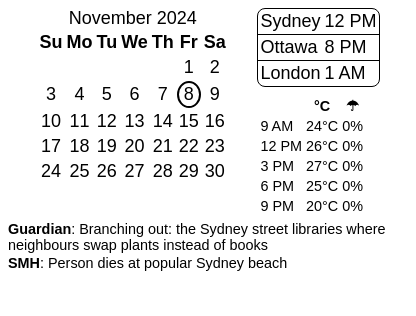 November 2024
Su Mo Tu We Th Fr Sa
1 2
3 4 5 6 7 8 9
10 11 12 13 14 15 16
17 18 19 20 21 22 23
24 25 26 27 28 29 30
Sydney 12 PM
Ottawa 8 PM
London 1 AM
°C ☂
9 AM 24°C 0%
12 PM 26°C 0%
3 PM 27°C 0%
6 PM 25°C 0%
9 PM 20°C 0%
Guardian: Branching out: the Sydney street libraries where
neighbours swap plants instead of books
SMH: Person dies at popular Sydney beach